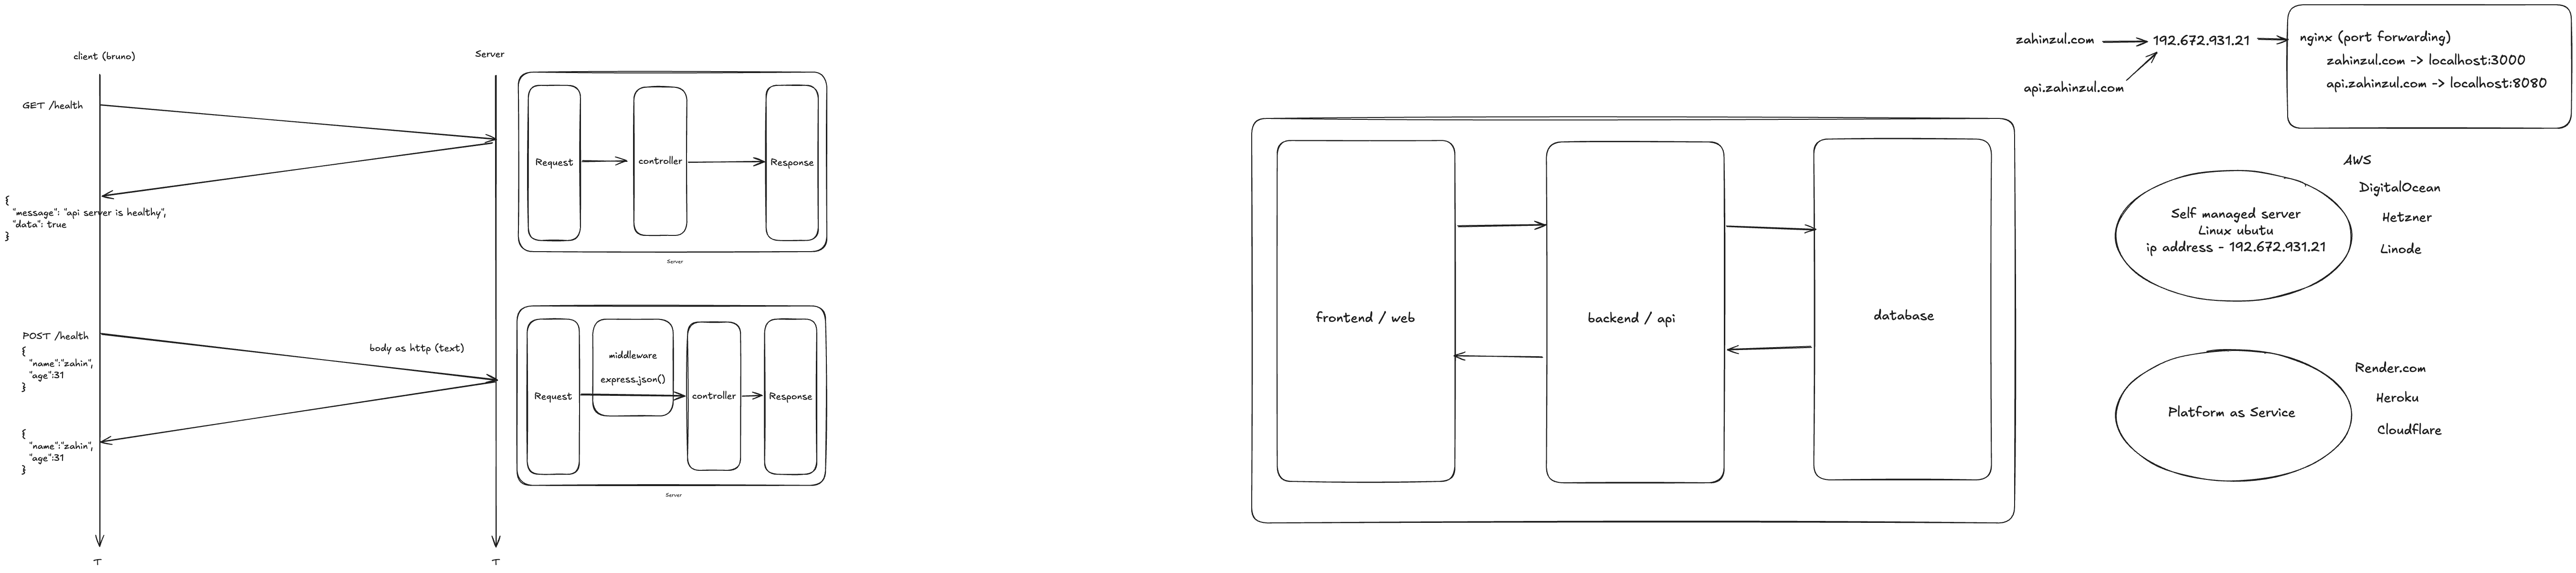 client (bruno)
Server
GET /health
{
"message": "api server is healthy",
"data": true
}
POST /health
{
"name":"zahin",
"age":31
}
body as http (text)
{
"name":"zahin",
"age":31
}
T
T
Request
controller
Response
Server
middleware
express.json()
Request
controller
Response
Server
frontend / web
backend / api
database
zahinzul.com
192.672.931.21
api.zahinzul.com
nginx (port forwarding)
zahinzul.com -> localhost:3000
api.zahinzul.com -> localhost:8080
Self managed server
Linux ubutu
ip address - 192.672.931.21
AWS
DigitalOcean
Hetzner
Linode
Platform as Service
Render.com
Heroku
Cloudflare